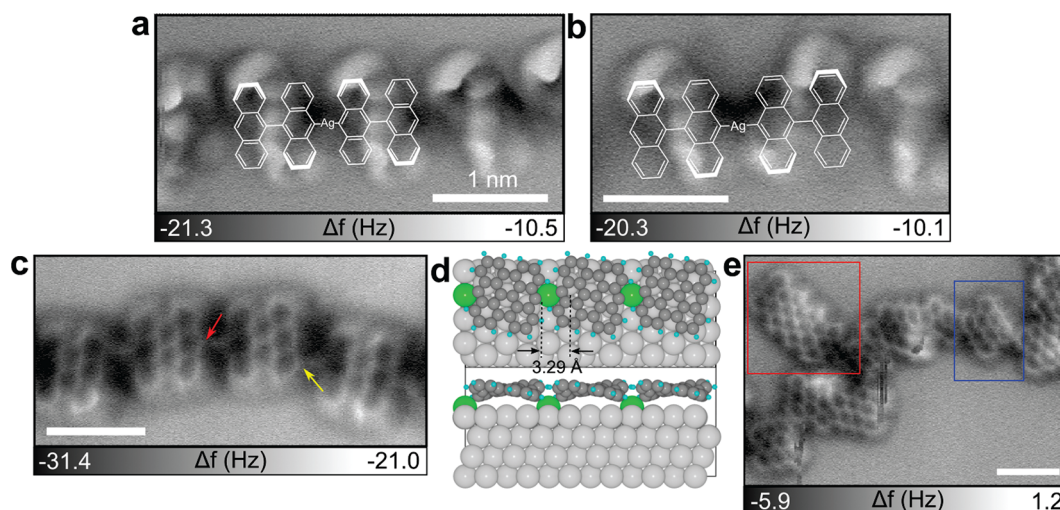 a
b
Ag
Ag
1 nm
-21.3 Δf (Hz) -10.5
-20.3 Δf (Hz) -10.1
c
d
e
3.29 Å
-31.4 Δf (Hz) -21.0
-5.9 Δf (Hz) 1.2